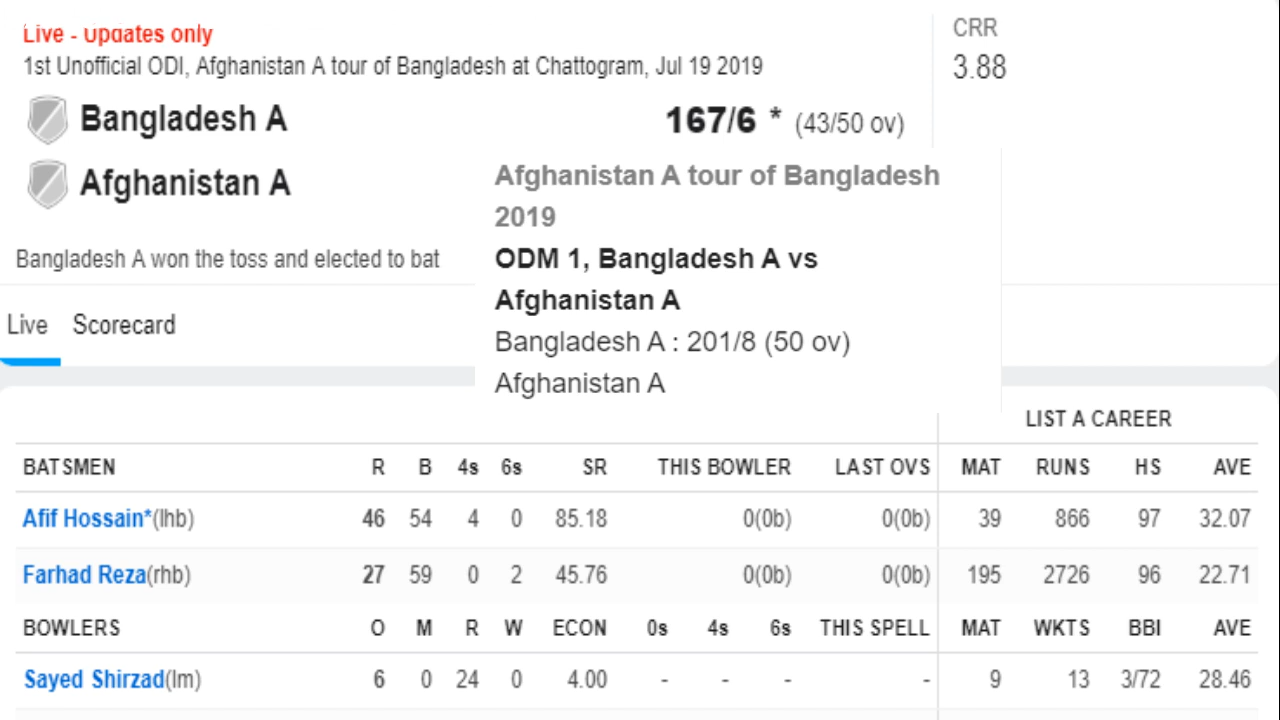 Live - Updates only
CRR
1st Unofficial ODI, Afghanistan A tour of Bangladesh at Chattogram, Jul 19 2019
3.88
Bangladesh A 167/6 * (43/50 ov)
Afghanistan A
Bangladesh A won the toss and elected to bat
Afghanistan A tour of Bangladesh
2019
ODM 1, Bangladesh A vs
Afghanistan A
Bangladesh A : 201/8 (50 ov)
Afghanistan A
Live Scorecard
LIST A CAREER
BATSMEN R B 4s 6s SR THIS BOWLER LAST OVS MAT RUNS HS AVE
Afif Hossain*(lhb) 46 54 4 0 85.18 0(0b) 0(0b) 39 866 97 32.07
Farhad Reza(rhb) 27 59 0 2 45.76 0(0b) 0(0b) 195 2726 96 22.71
BOWLERS O M R W ECON 0s 4s 6s THIS SPELL MAT WKTS BBI AVE
Sayed Shirzad(lm) 6 0 24 0 4.00 - - - - 9 13 3/72 28.46